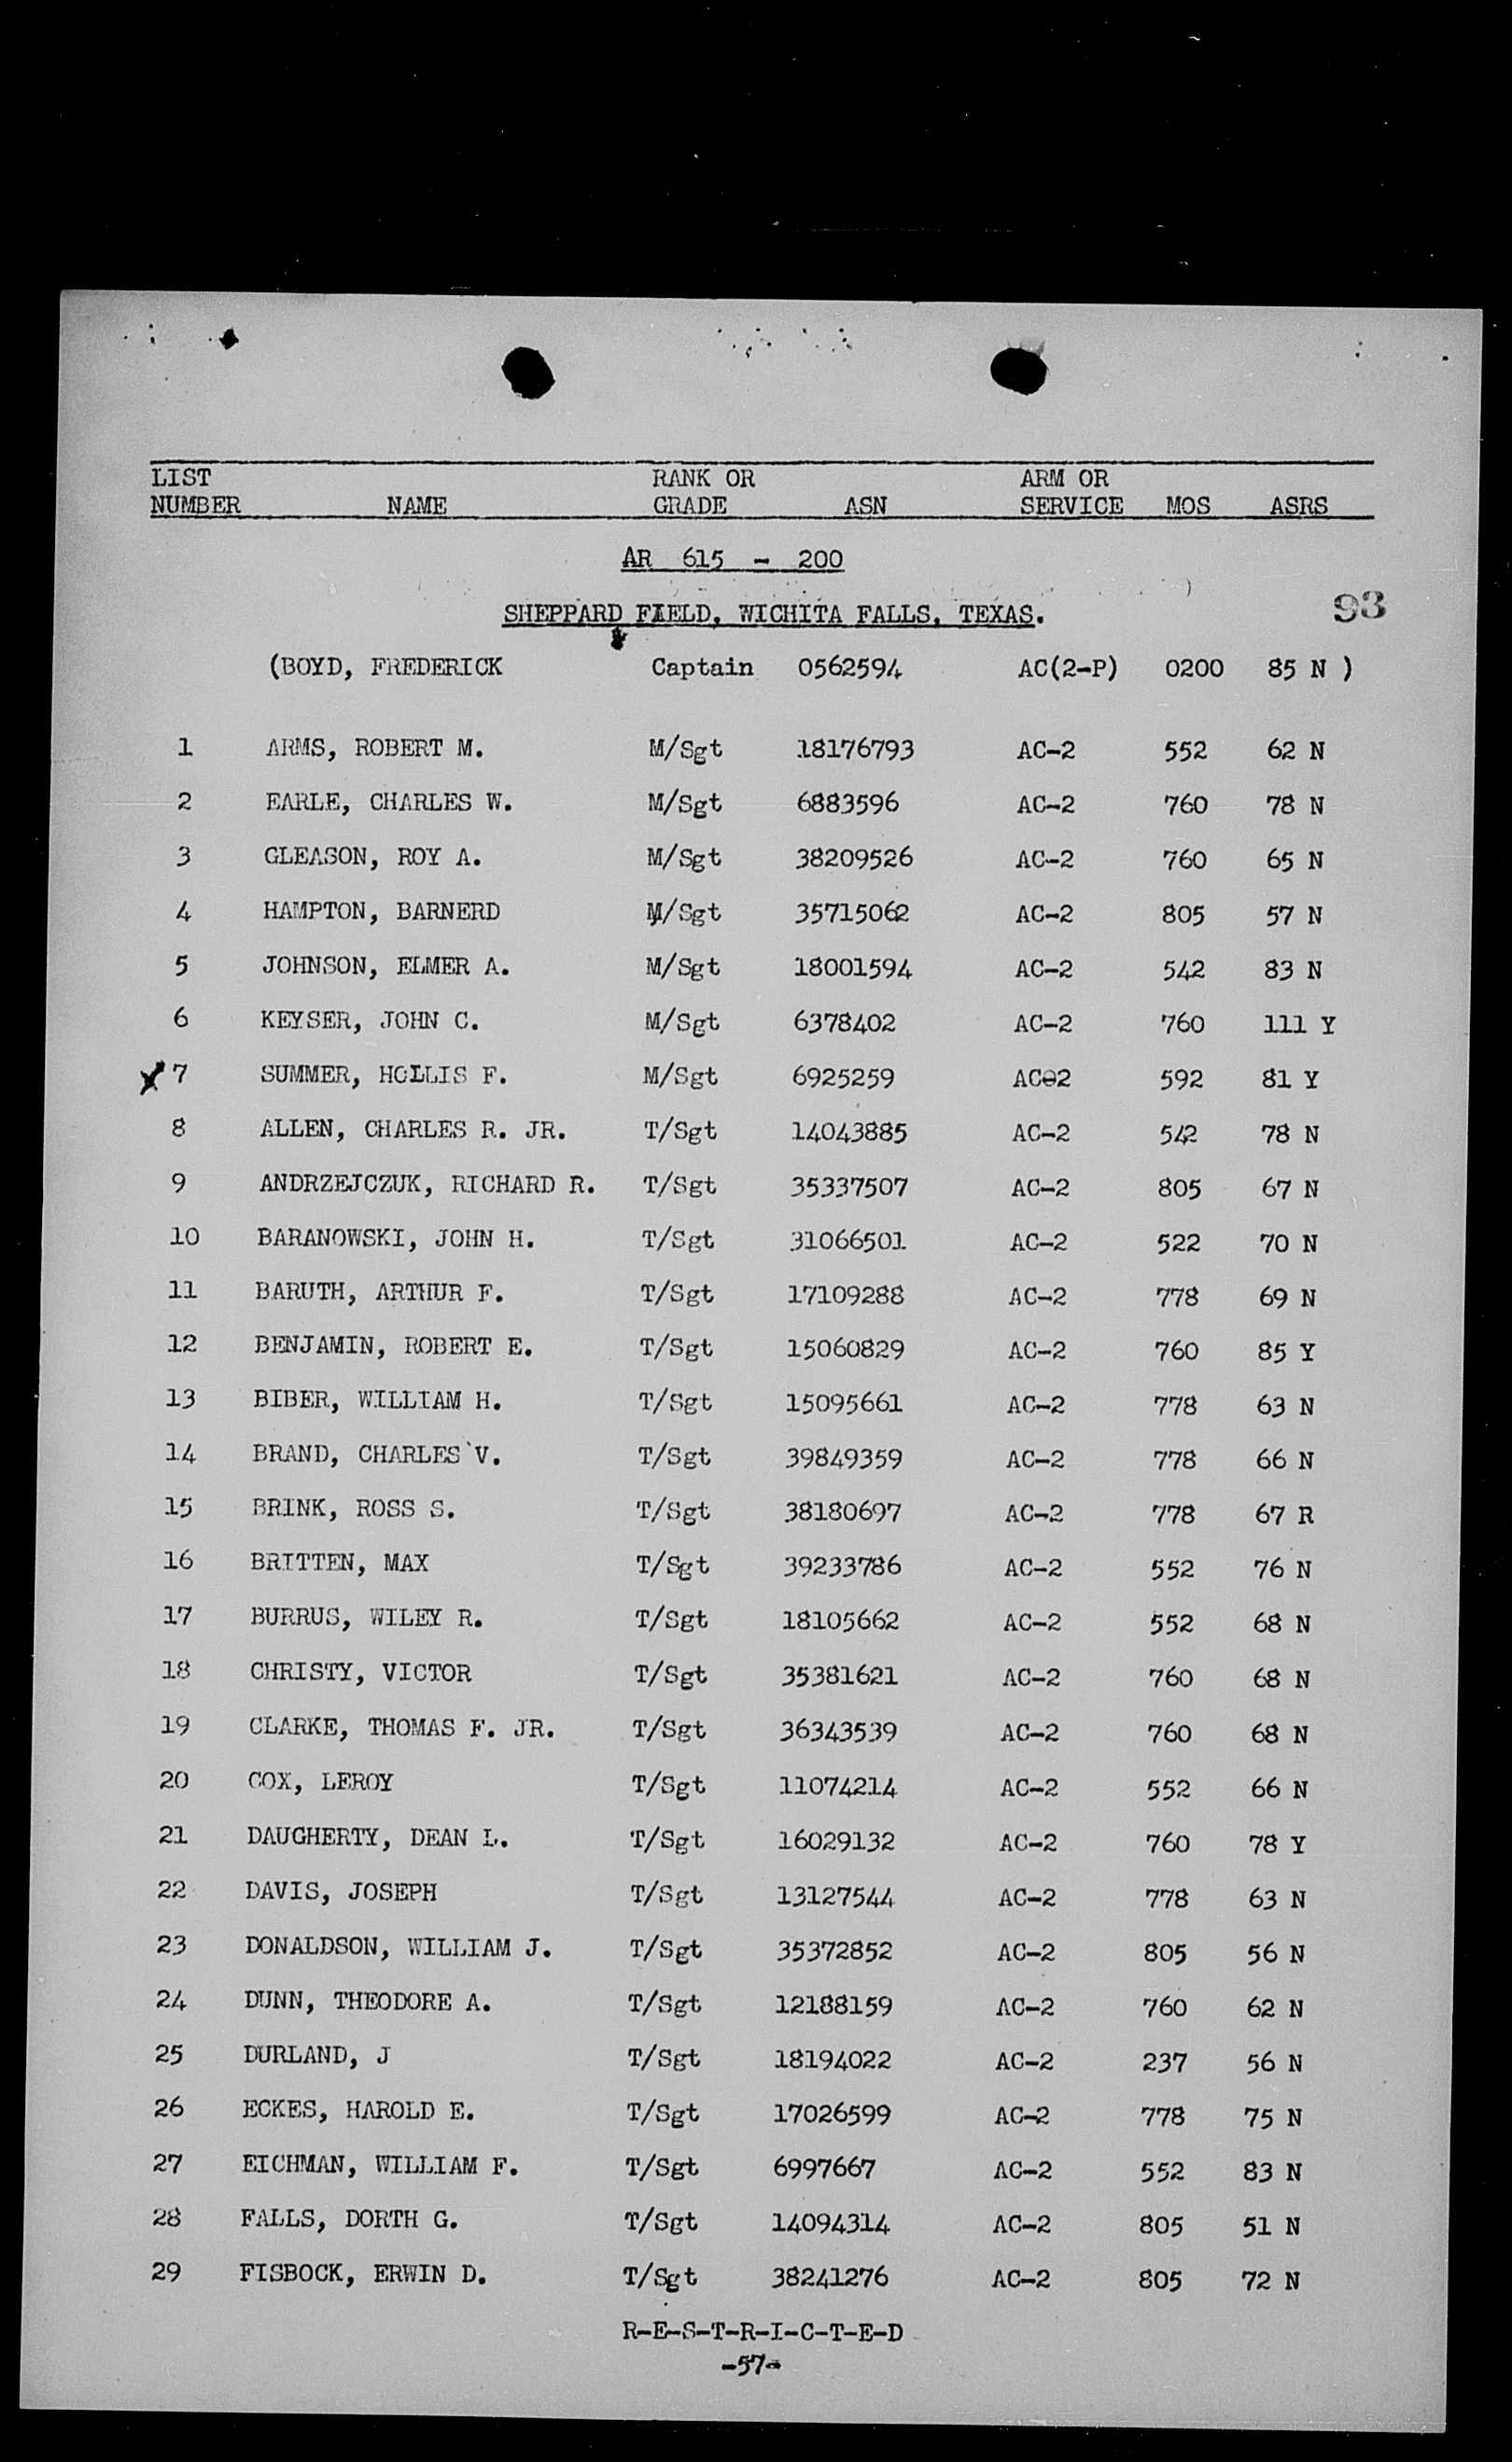 LIST RANK OR ARM OR
NUMBER NAME GRADE ASN SERVICE MOS ASRS
AR 615 - 200
93
SHEPPARD FIELD, WICHITA FALLS, TEXAS.
(BOYD, FREDERICK Captain 0562594 AC(2-P) 0200 85 N )
1 ARMS, ROBERT M. M/Sgt 18176793 AC-2 552 62 N
2 EARLE, CHARLES W. M/Sgt 6883596 AC-2 760 78 N
3 GLEASON, ROY A. M/Sgt 38209526 AC-2 760 65 N
4 HAMPTON, BARNERD M/Sgt 35715062 AC-2 805 57 N
5 JOHNSON, ELMER A. M/Sgt 18001594 AC-2 542 83 N
6 KEYSER, JOHN C. M/Sgt 6378402 AC-2 760 111 Y
X 7 SUMMER, HOLLIS F. M/Sgt 6925259 AC02 592 81 Y
8 ALLEN, CHARLES R. JR. T/Sgt 14043885 AC-2 542 78 N
9 ANDRZEJCZUK, RICHARD R. T/Sgt 35337507 AC-2 805 67 N
10 BARANOWSKI, JOHN H. T/Sgt 31066501 AC-2 522 70 N
11 BARUTH, ARTHUR F. T/Sgt 17109288 AC-2 778 69 N
12 BENJAMIN, ROBERT E. T/Sgt 15060829 AC-2 760 85 Y
13 BIBER, WILLIAM H. T/Sgt 15095661 AC-2 778 63 N
14 BRAND, CHARLES V. T/Sgt 39849359 AC-2 778 66 N
15 BRINK, ROSS S. T/Sgt 38180697 AC-2 778 67 R
16 BRITTEN, MAX T/Sgt 39233786 AC-2 552 76 N
17 BURRUS, WILEY R. T/Sgt 18105662 AC-2 552 68 N
18 CHRISTY, VICTOR T/Sgt 35381621 AC-2 760 68 N
19 CLARKE, THOMAS F. JR. T/Sgt 36343539 AC-2 760 68 N
20 COX, LEROY T/Sgt 11074214 AC-2 552 66 N
21 DAUGHERTY, DEAN L. T/Sgt 16029132 AC-2 760 78 Y
22 DAVIS, JOSEPH T/Sgt 13127544 AC-2 778 63 N
23 DONALDSON, WILLIAM J. T/Sgt 35372852 AC-2 805 56 N
24 DUNN, THEODORE A. T/Sgt 12188159 AC-2 760 62 N
25 DURLAND, J T/Sgt 18194022 AC-2 237 56 N
26 ECKES, HAROLD E. T/Sgt 17026599 AC-2 778 75 N
27 EICHMAN, WILLIAM F. T/Sgt 6997667 AC-2 552 83 N
28 FALLS, DORTH G. T/Sgt 14094314 AC-2 805 51 N
29 FISBOCK, ERWIN D. T/Sgt 38241276 AC-2 805 72 N
R-E-S-T-R-I-C-T-E-D
-57-